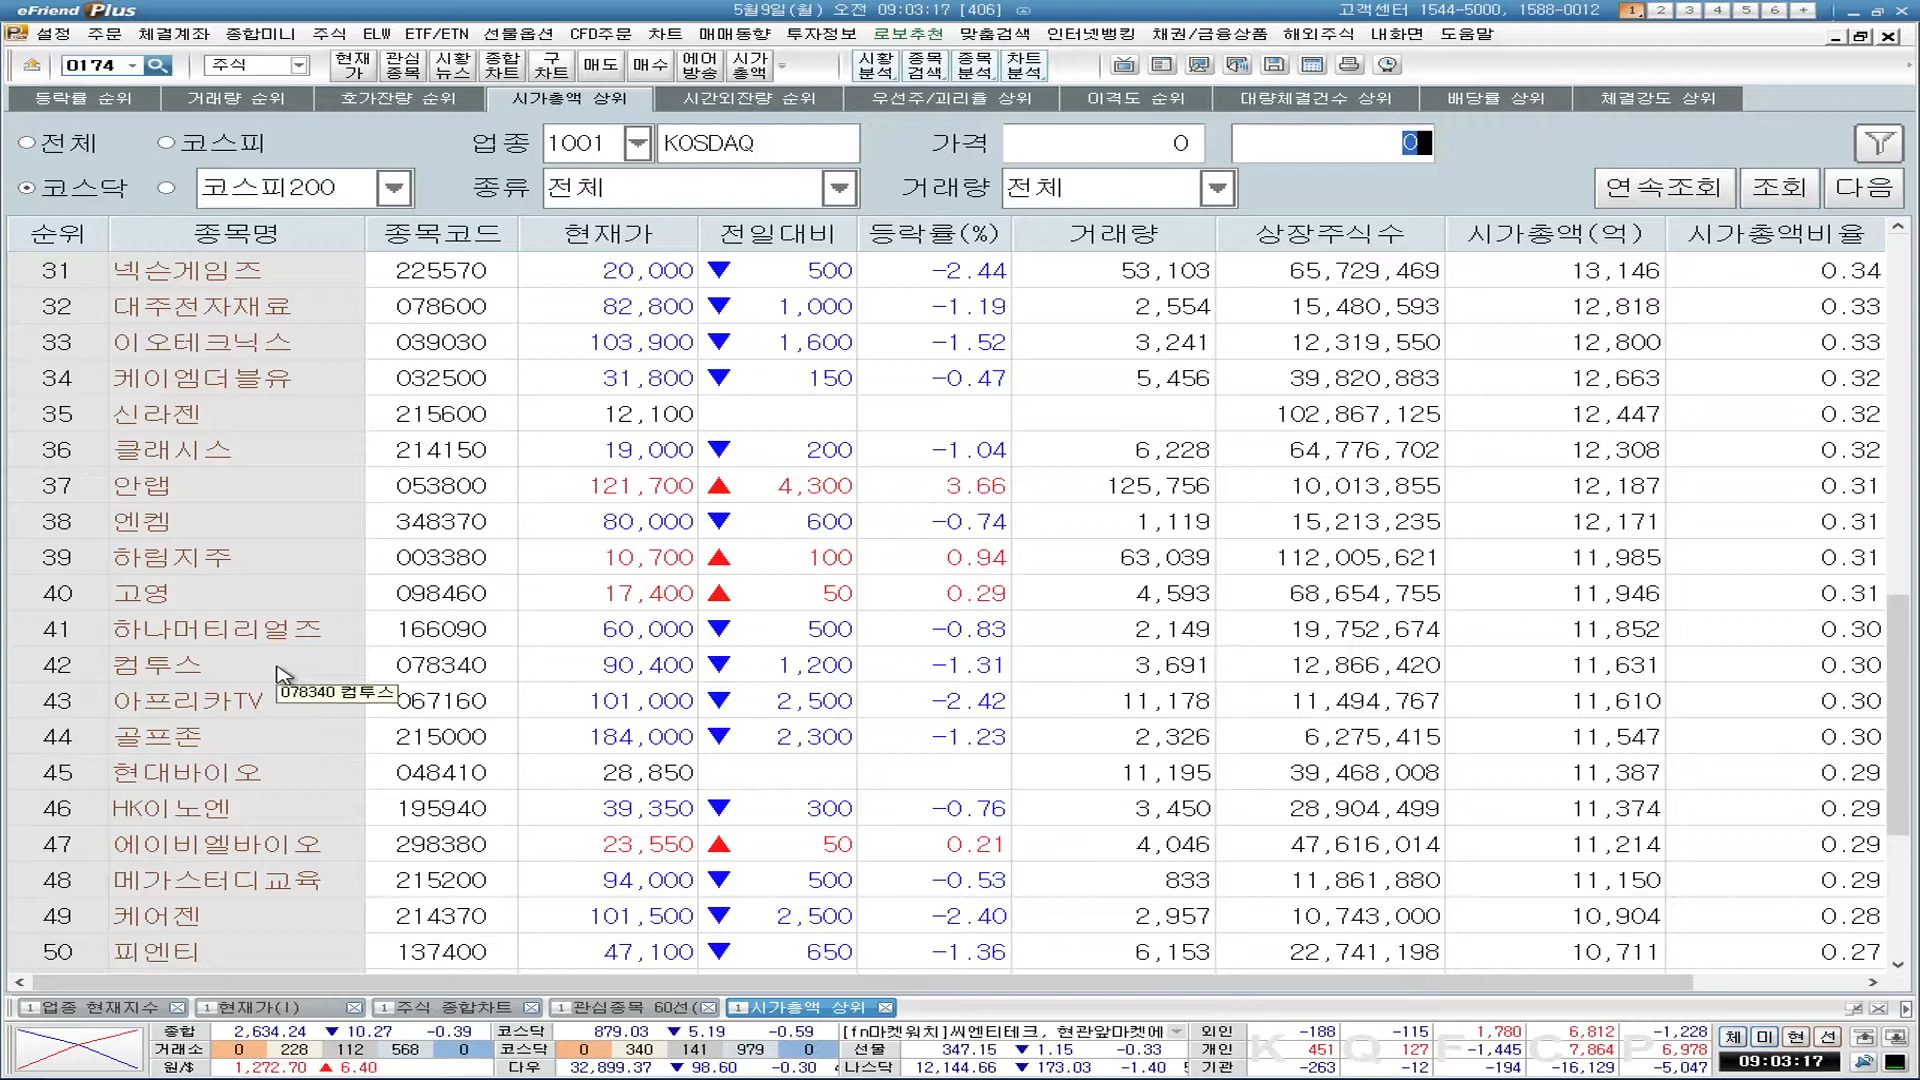 eFriend Plus 5월9일(월) 오전 09:03:17 [406] 고객센터 1544-5000, 1588-0012 1 2 3 4 5 6 +
설정 주문 체결계좌 종합미니 주식 ELW ETF/ETN 선물옵션 CFD주문 차트 매매동향 투자정보 로보추천 맞춤검색 인터넷뱅킹 채권/금융상품 해외주식 내화면 도움말
0174 주식 현재가 관심종목 시황뉴스 종합차트 구차트 매도 매수 에어방송 시가총액 시황분석 종목검색 종목분석 차트분석
등락률 순위 거래량 순위 호가잔량 순위 시가총액 상위 시간외잔량 순위 우선주/괴리율 상위 이격도 순위 대량체결건수 상위 배당률 상위 체결강도 상위
전체 코스피 업종 1001 KOSDAQ 가격 0 0
코스닥 코스피200 종류 전체 거래량 전체 연속조회 조회 다음
순위 종목명 종목코드 현재가 전일대비 등락률(%) 거래량 상장주식수 시가총액(억) 시가총액비율
31 넥슨게임즈 225570 20,000 ▼ 500 -2.44 53,103 65,729,469 13,146 0.34
32 대주전자재료 078600 82,800 ▼ 1,000 -1.19 2,554 15,480,593 12,818 0.33
33 이오테크닉스 039030 103,900 ▼ 1,600 -1.52 3,241 12,319,550 12,800 0.33
34 케이엠더블유 032500 31,800 ▼ 150 -0.47 5,456 39,820,883 12,663 0.32
35 신라젠 215600 12,100 102,867,125 12,447 0.32
36 클래시스 214150 19,000 ▼ 200 -1.04 6,228 64,776,702 12,308 0.32
37 안랩 053800 121,700 ▲ 4,300 3.66 125,756 10,013,855 12,187 0.31
38 엔켐 348370 80,000 ▼ 600 -0.74 1,119 15,213,235 12,171 0.31
39 하림지주 003380 10,700 ▲ 100 0.94 63,039 112,005,621 11,985 0.31
40 고영 098460 17,400 ▲ 50 0.29 4,593 68,654,755 11,946 0.31
41 하나머티리얼즈 166090 60,000 ▼ 500 -0.83 2,149 19,752,674 11,852 0.30
42 컴투스 078340 90,400 ▼ 1,200 -1.31 3,691 12,866,420 11,631 0.30
078340 컴투스
43 아프리카TV 067160 101,000 ▼ 2,500 -2.42 11,178 11,494,767 11,610 0.30
44 골프존 215000 184,000 ▼ 2,300 -1.23 2,326 6,275,415 11,547 0.30
45 현대바이오 048410 28,850 11,195 39,468,008 11,387 0.29
46 HK이노엔 195940 39,350 ▼ 300 -0.76 3,450 28,904,499 11,374 0.29
47 에이비엘바이오 298380 23,550 ▲ 50 0.21 4,046 47,616,014 11,214 0.29
48 메가스터디교육 215200 94,000 ▼ 500 -0.53 833 11,861,880 11,150 0.29
49 케어젠 214370 101,500 ▼ 2,500 -2.40 2,957 10,743,000 10,904 0.28
50 피엔티 137400 47,100 ▼ 650 -1.36 6,153 22,741,198 10,711 0.27
1 업종 현재지수 1 현재가(I) 1 주식 종합차트 1 관심종목 60선( 1 시가총액 상위
종합 2,634.24 ▼ 10.27 -0.39 코스닥 879.03 ▼ 5.19 -0.59 [fn마켓워치]씨엔티테크, 현관앞마켓에 외인 -188 -115 1,780 6,812 -1,228 체 미 현 선
거래소 0 228 112 568 0 코스닥 0 340 141 979 0 선물 347.15 ▼ 1.15 -0.33 개인 451 127 -1,445 7,864 6,978 K Q F C P
원/$ 1,272.70 ▲ 6.40 다우 32,899.37 ▼ 98.60 -0.30 나스닥 12,144.66 ▼ 173.03 -1.40 기관 -263 -12 -194 -16,129 -5,047 09:03:17